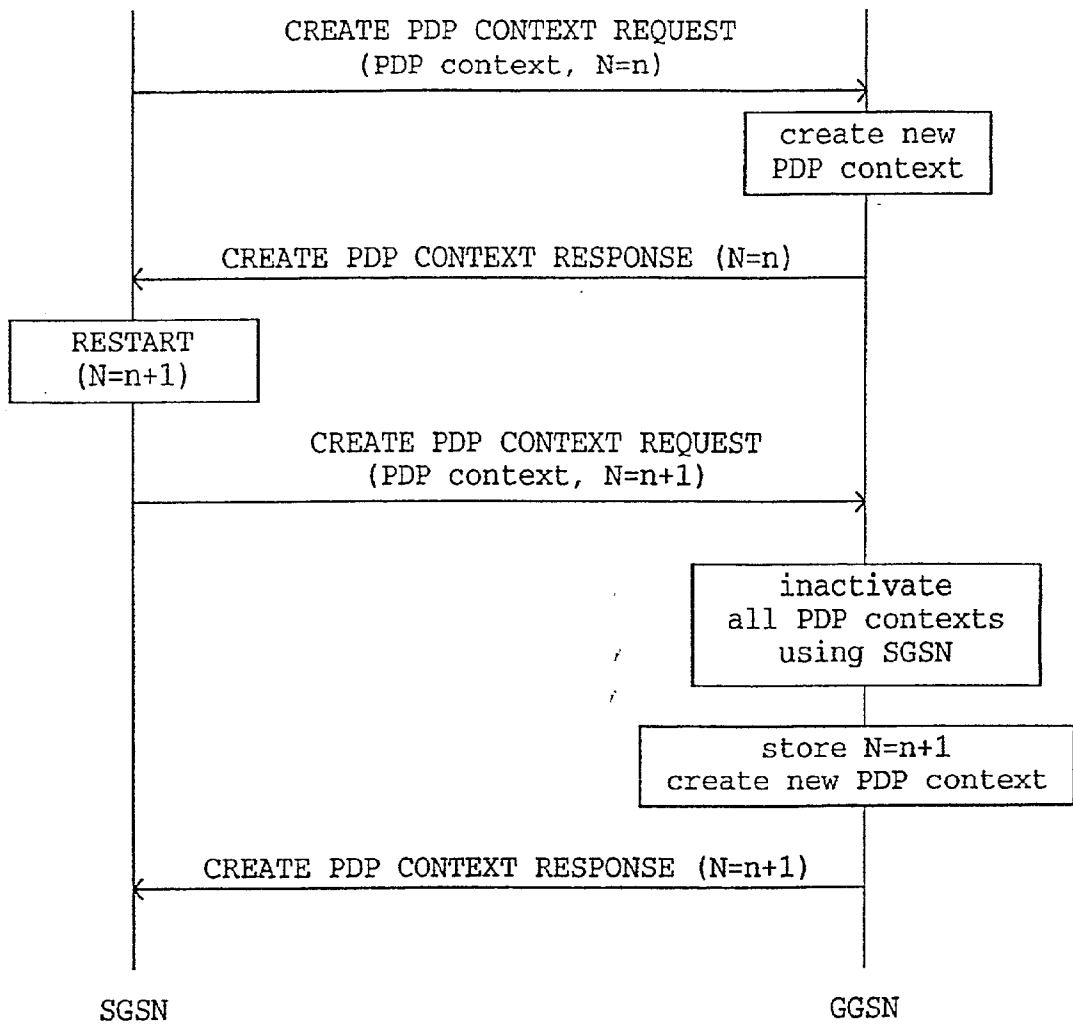 CREATE PDP CONTEXT REQUEST
(PDP context, N=n)
create new
PDP context
CREATE PDP CONTEXT RESPONSE (N=n)
RESTART
(N=n+1)
CREATE PDP CONTEXT REQUEST
(PDP context, N=n+1)
inactivate
all PDP contexts
using SGSN
store N=n+1
create new PDP context
CREATE PDP CONTEXT RESPONSE (N=n+1)
SGSN
GGSN